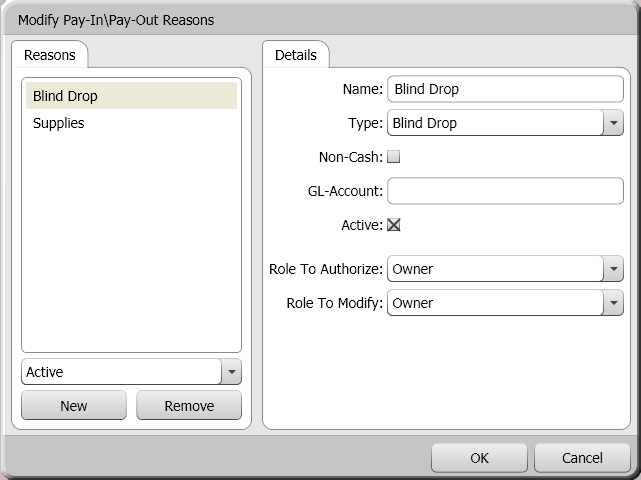 Modify Pay-In\Pay-Out Reasons
Reasons
Blind Drop
Supplies
Active
New
Remove
Details
Name: Blind Drop
Type: Blind Drop
Non-Cash:
GL-Account:
Active:
Role To Authorize: Owner
Role To Modify: Owner
OK
Cancel